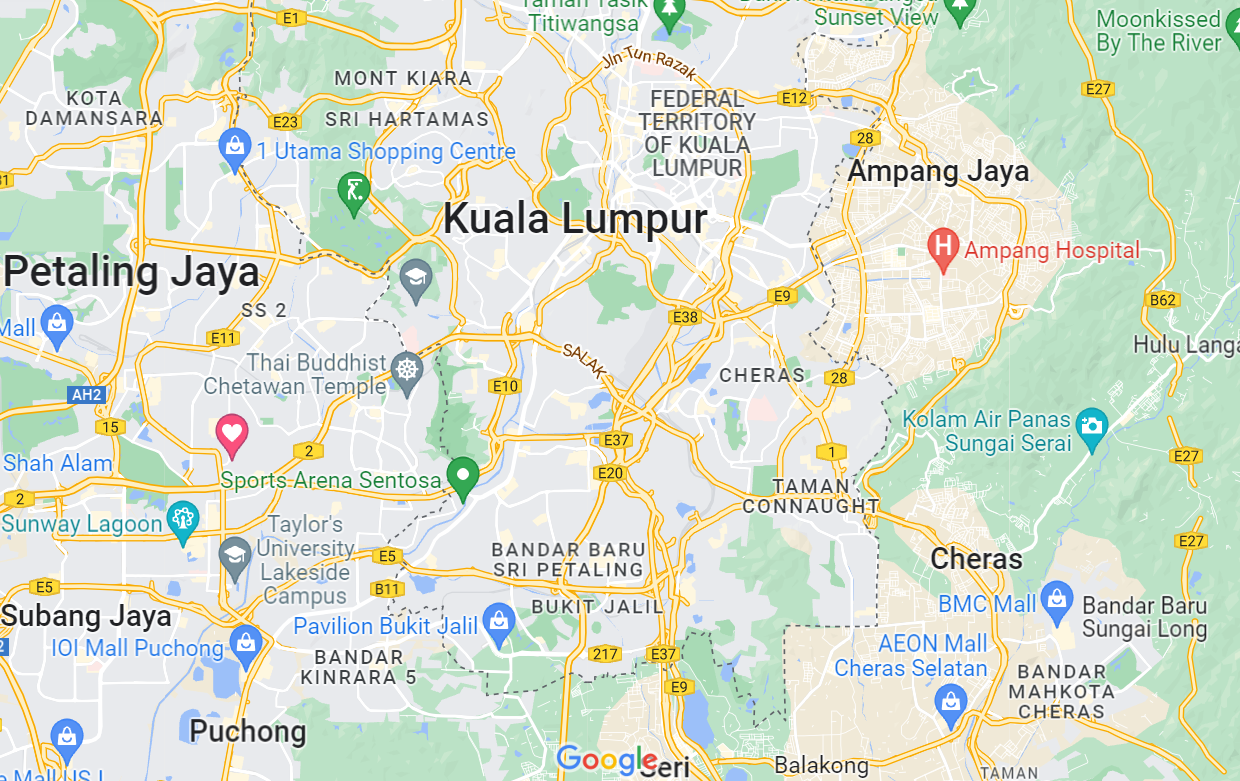 Taman Tasik
Titiwangsa
Sunset View
Moonkissed
By The River
E1
Jln Tun Razak
MONT KIARA
KOTA
DAMANSARA
SRI HARTAMAS
E23
FEDERAL
TERRITORY
OF KUALA
LUMPUR
E12
E27
28
1 Utama Shopping Centre
Ampang Jaya
Kuala Lumpur
H
Ampang Hospital
Petaling Jaya
SS 2
E9
B62
E38
Mall
E11
Hulu Langa
SALAK
Thai Buddhist
Chetawan Temple
CHERAS
28
E10
AH2
15
Kolam Air Panas
Sungai Serai
E37
2
1
E27
Shah Alam
E20
Sports Arena Sentosa
2
TAMAN
CONNAUGHT
Sunway Lagoon
Taylor's
University
Lakeside
Campus
E27
BANDAR BARU
SRI PETALING
E5
Cheras
E5
B11
BUKIT JALIL
BMC Mall
Bandar Baru
Sungai Long
Subang Jaya
Pavilion Bukit Jalil
IOI Mall Puchong
AEON Mall
Cheras Selatan
BANDAR
KINRARA 5
217
E37
E9
BANDAR
MAHKOTA
CHERAS
Puchong
Google
Seri
Balakong
TAMAN